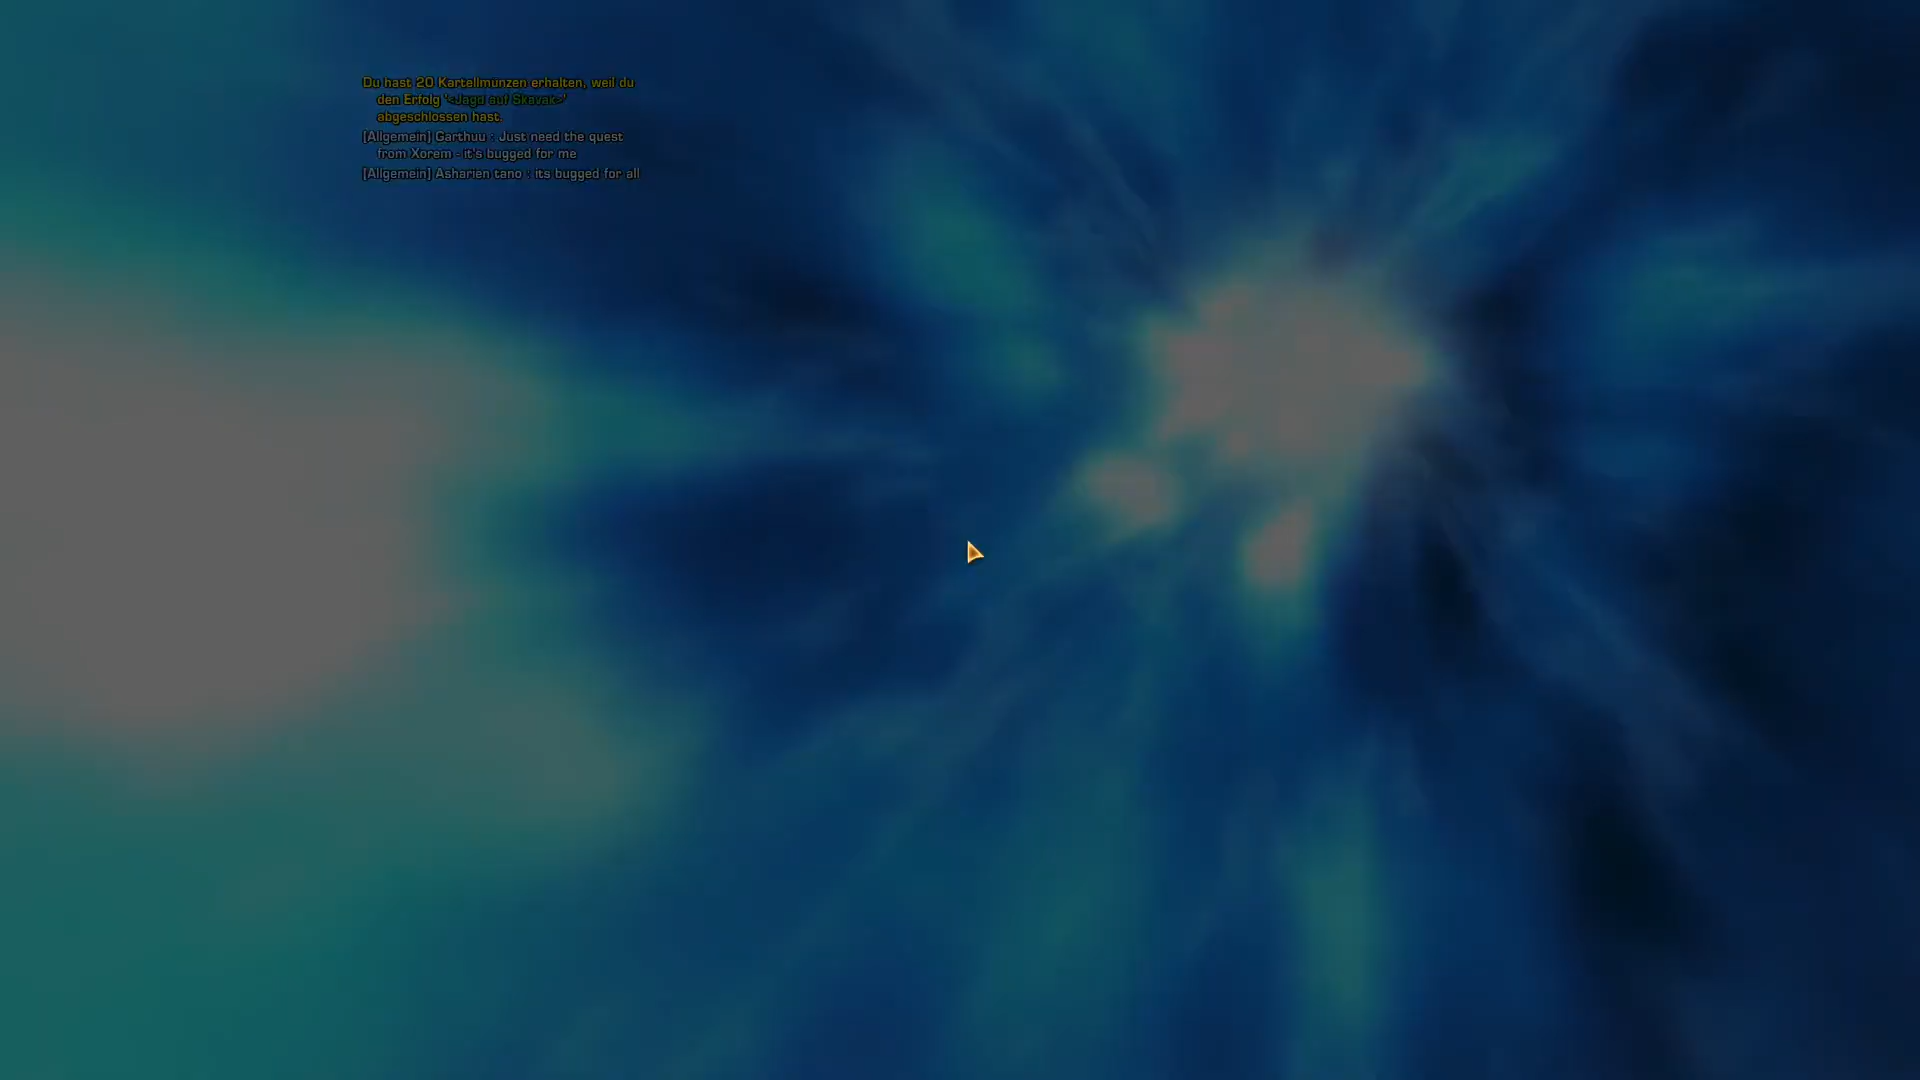 Du hast 20 Kartellmünzen erhalten, weil du
den Erfolg '<Jagd auf Skavak>'
abgeschlossen hast.
[Allgemein] Garthuu : Just need the quest
from Xorem - it's bugged for me
[Allgemein] Asharien tano : its bugged for all